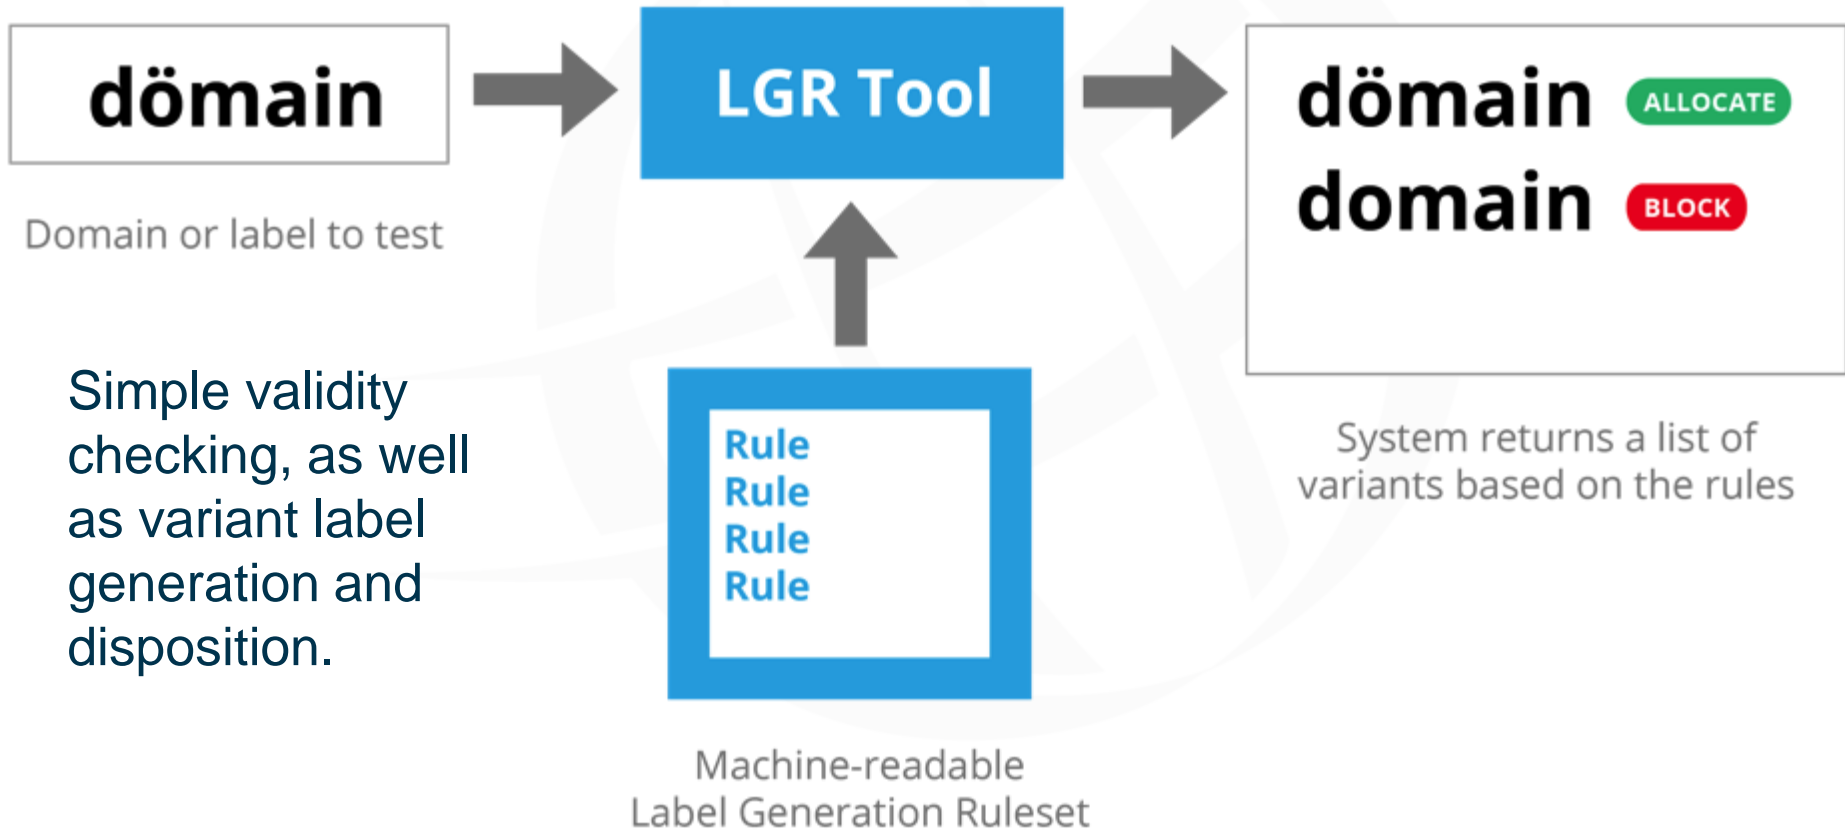 dömain
Domain or label to test
LGR Tool
dömain ALLOCATE
domain BLOCK
System returns a list of
variants based on the rules
Simple validity
checking, as well
as variant label
generation and
disposition.
Rule
Rule
Rule
Rule
Machine-readable
Label Generation Ruleset